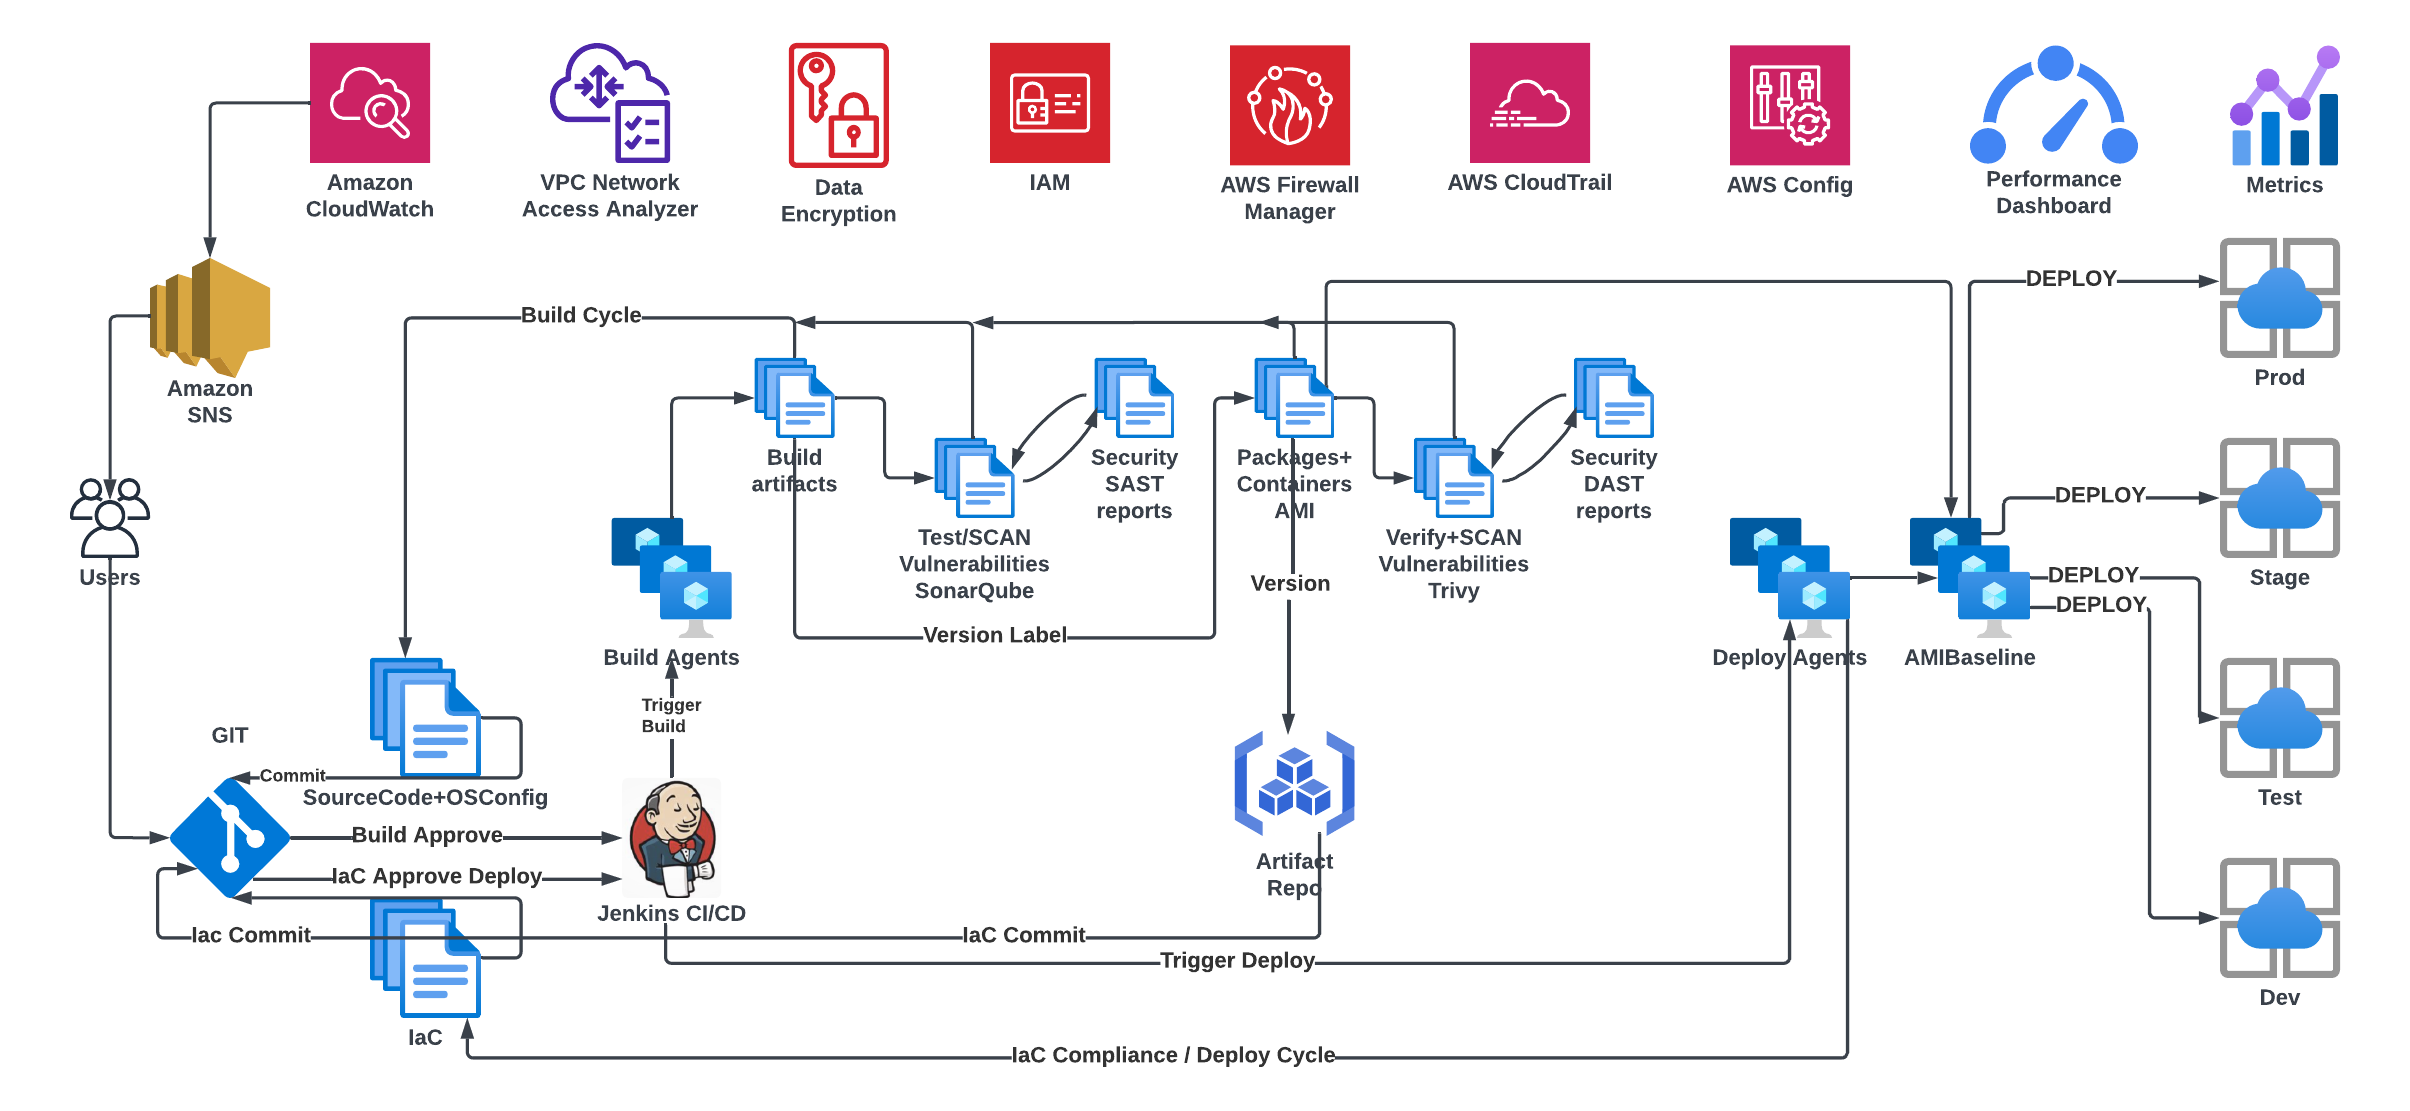 Amazon
CloudWatch
VPC Network
Access Analyzer
Data
Encryption
IAM
AWS Firewall
Manager
AWS CloudTrail
AWS Config
Performance
Dashboard
Metrics
Amazon
SNS
Build Cycle
DEPLOY
Prod
Users
Build
artifacts
Test/SCAN
Vulnerabilities
SonarQube
Security
SAST
reports
Packages+
Containers
AMI
Verify+SCAN
Vulnerabilities
Trivy
Security
DAST
reports
DEPLOY
Stage
DEPLOY
DEPLOY
Version
Version Label
Build Agents
Deploy Agents
AMIBaseline
Trigger
Build
GIT
Commit
SourceCode+OSConfig
Test
Build Approve
IaC Approve Deploy
Jenkins CI/CD
Artifact
Repo
Iac Commit
IaC Commit
Trigger Deploy
Dev
IaC
IaC Compliance / Deploy Cycle